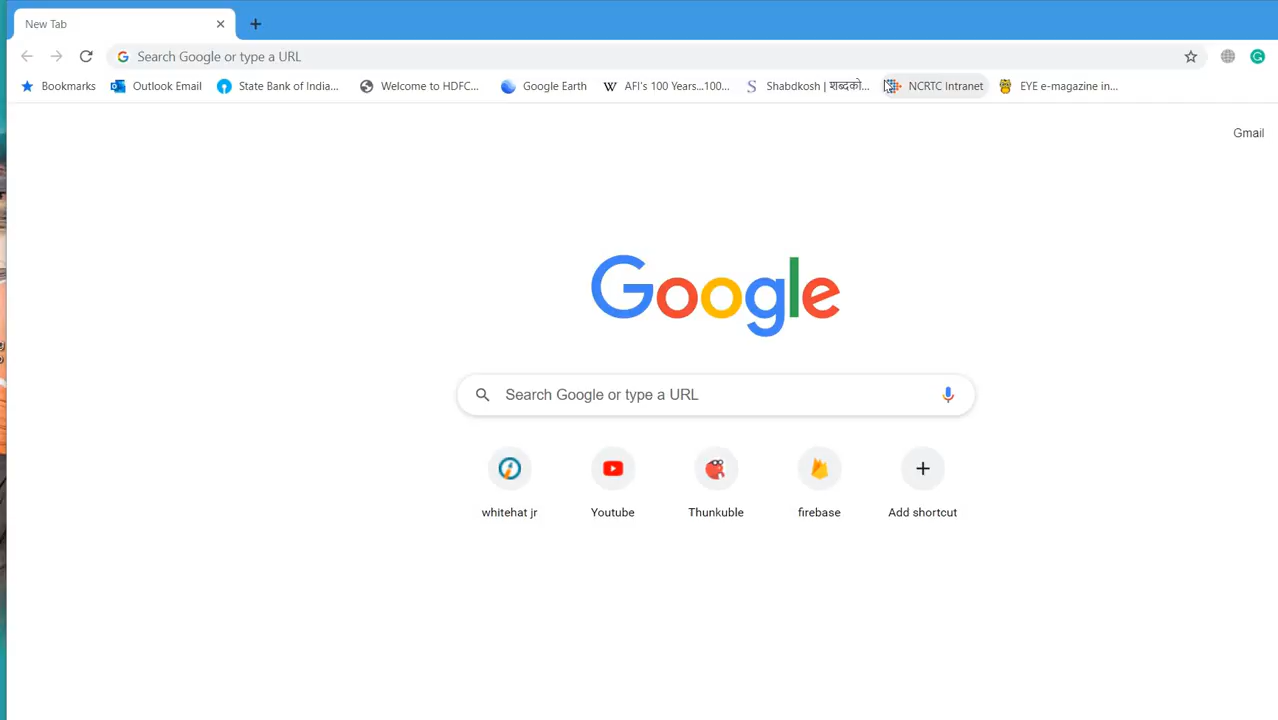 New Tab
Search Google or type a URL
Bookmarks Outlook Email State Bank of India... Welcome to HDFC... Google Earth AFI's 100 Years...100... Shabdkosh | शब्दको... NCRTC Intranet EYE e-magazine in...
Gmail
Google
Search Google or type a URL
whitehat jr Youtube Thunkuble firebase Add shortcut